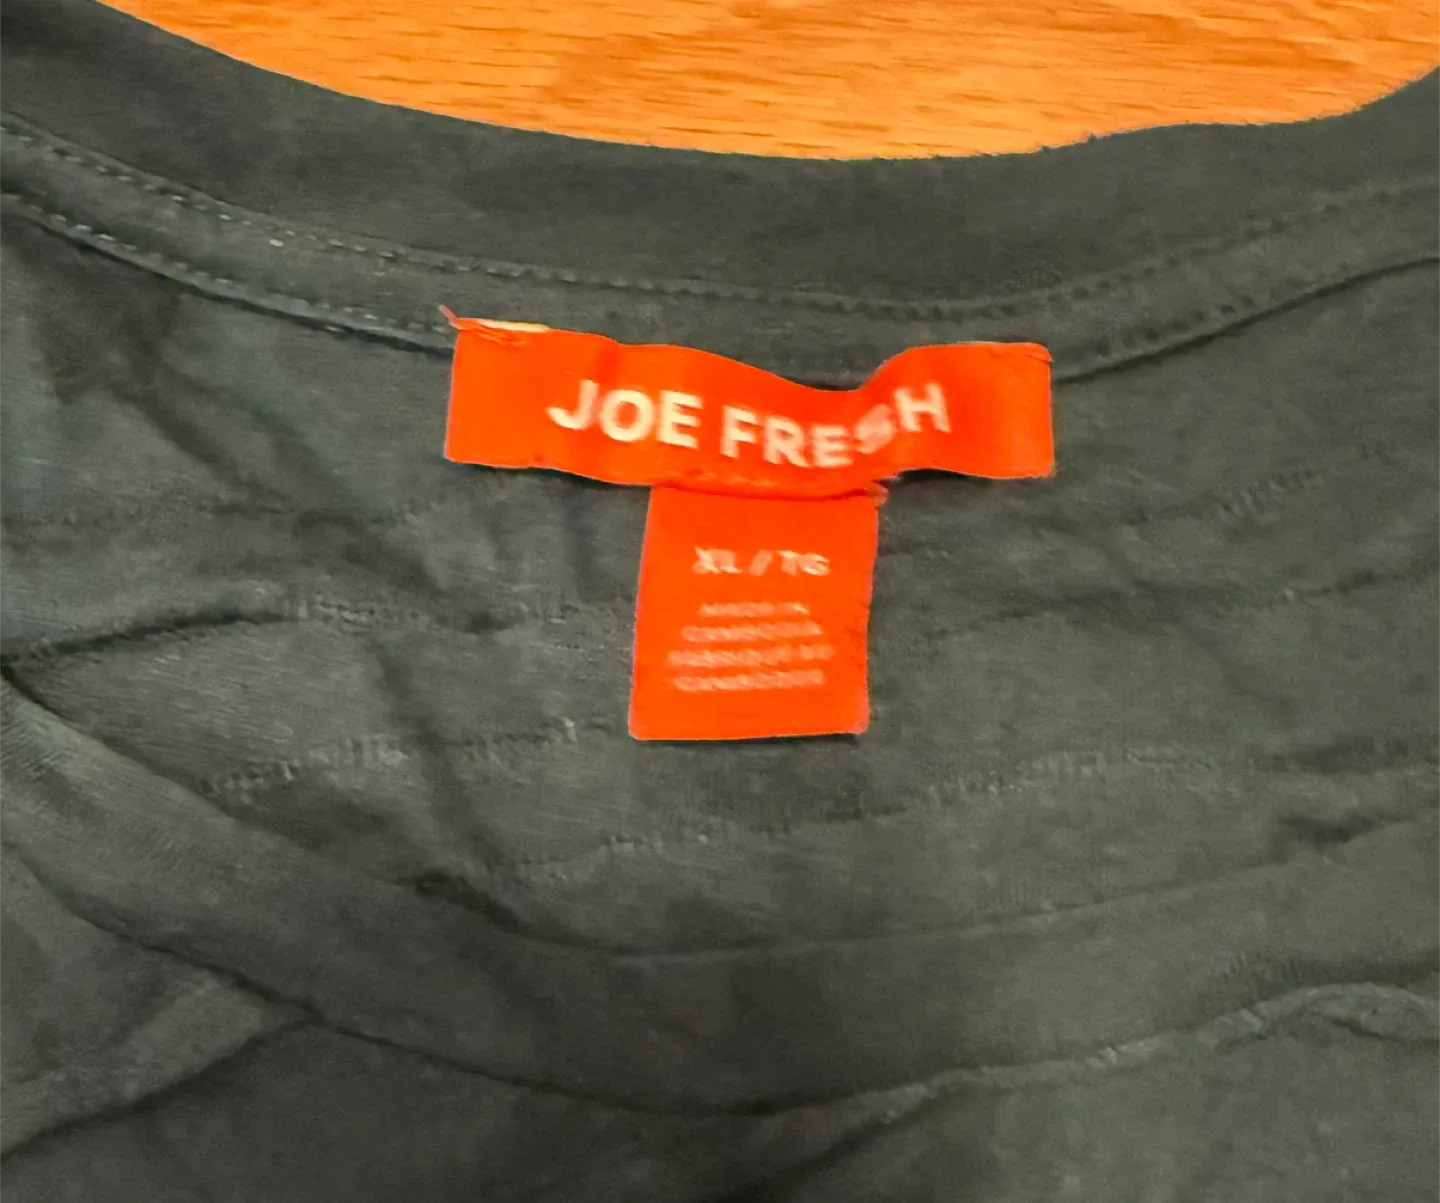 JOE FRESH
XL / TG
MADE IN
CAMBODIA
FABRIQUÉ AU
CAMBODGE